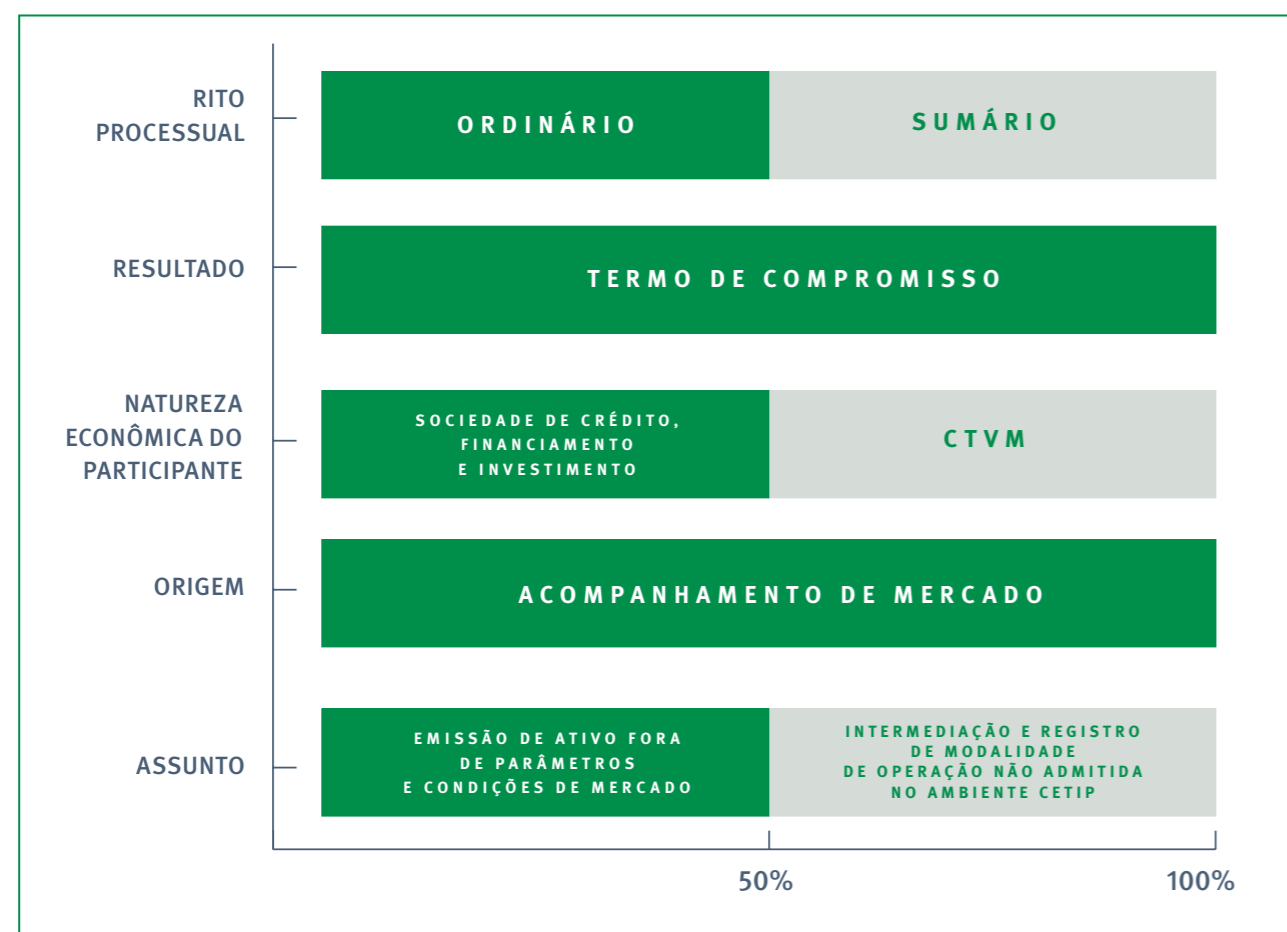 RITO
PROCESSUAL
ORDINÁRIO
SUMÁRIO
RESULTADO
TERMO DE COMPROMISSO
NATUREZA
ECONÔMICA DO
PARTICIPANTE
SOCIEDADE DE CRÉDITO,
FINANCIAMENTO
E INVESTIMENTO
CTVM
ORIGEM
ACOMPANHAMENTO DE MERCADO
ASSUNTO
EMISSÃO DE ATIVO FORA
DE PARÂMETROS
E CONDIÇÕES DE MERCADO
INTERMEDIAÇÃO E REGISTRO
DE MODALIDADE
DE OPERAÇÃO NÃO ADMITIDA
NO AMBIENTE CETIP
50%
100%